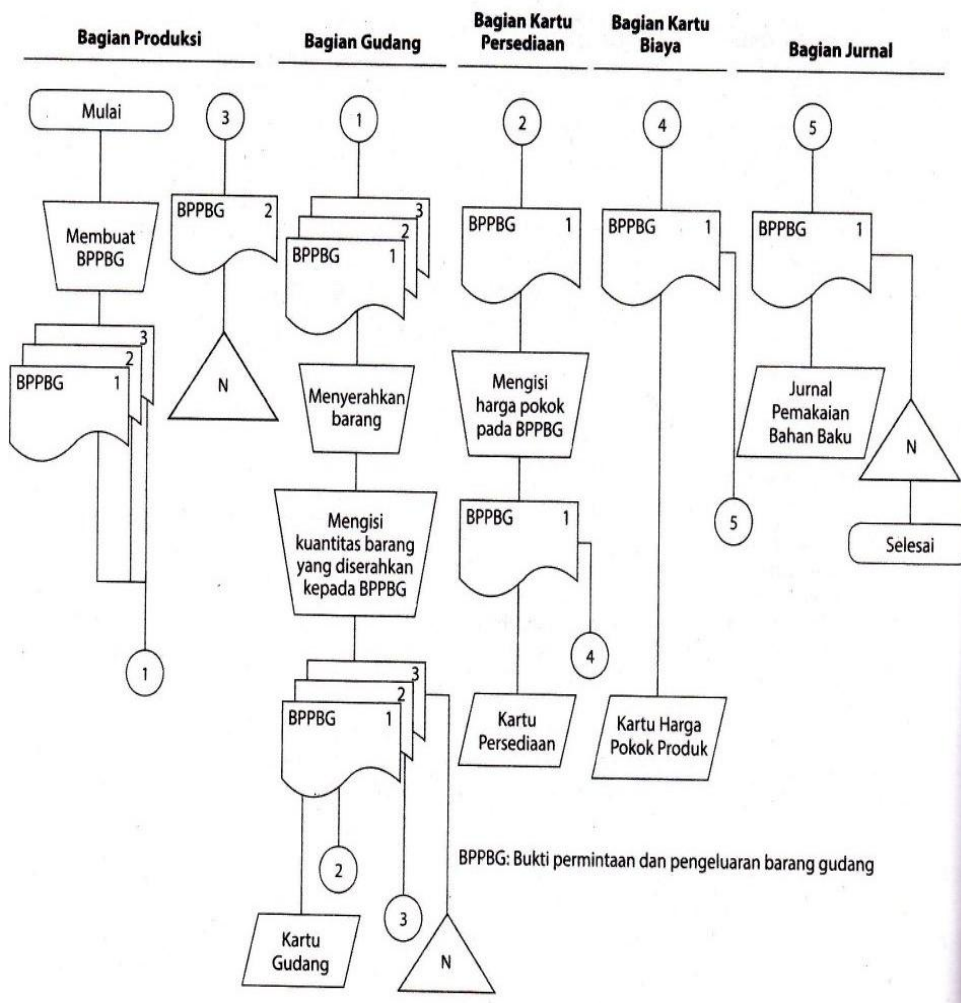 Bagian Produksi
Bagian Gudang
Bagian Kartu
Persediaan
Bagian Kartu
Biaya
Bagian Jurnal
Mulai
Membuat
BPPBG
3
2
BPPBG 1
1
3
BPPBG 2
N
1
3
2
BPPBG 1
Menyerahkan
barang
Mengisi
kuantitas barang
yang diserahkan
kepada BPPBG
3
2
BPPBG 1
2
3
Kartu
Gudang
N
2
BPPBG 1
Mengisi
harga pokok
pada BPPBG
BPPBG 1
4
Kartu
Persediaan
4
BPPBG 1
5
Kartu Harga
Pokok Produk
5
BPPBG 1
Jurnal
Pemakaian
Bahan Baku
N
Selesai
BPPBG: Bukti permintaan dan pengeluaran barang gudang